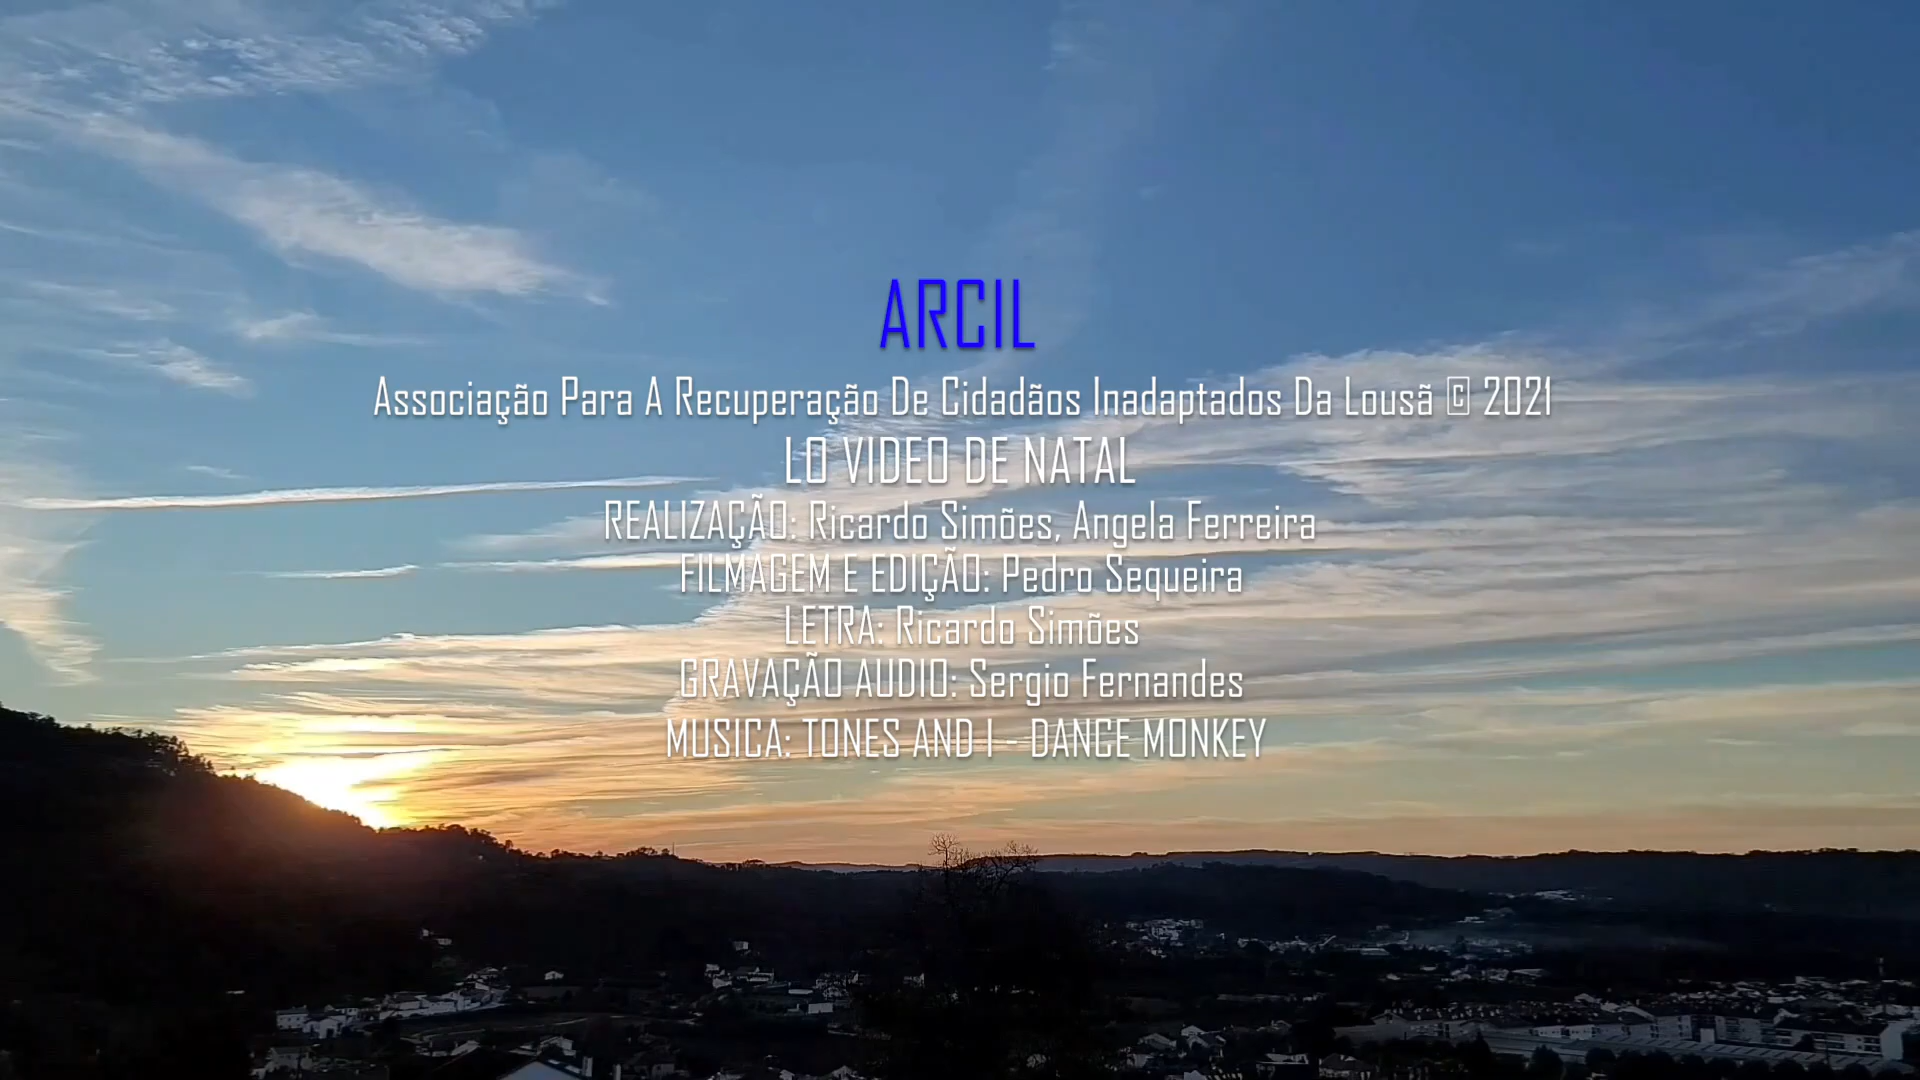 ARCIL
Associação Para A Recuperação De Cidadãos Inadaptados Da Lousã © 2021
LO VIDEO DE NATAL
REALIZAÇÃO: Ricardo Simões, Angela Ferreira
FILMAGEM E EDIÇÃO: Pedro Sequeira
LETRA: Ricardo Simões
GRAVAÇÃO AUDIO: Sergio Fernandes
MUSICA: TONES AND I - DANCE MONKEY